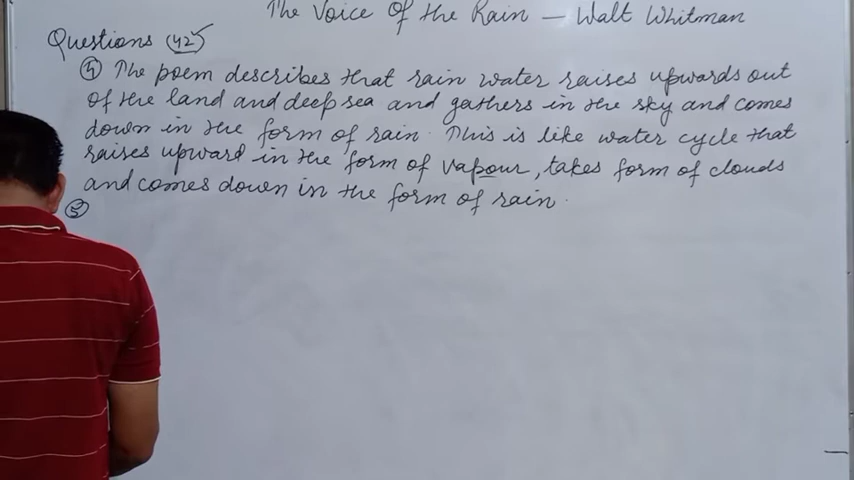 The Voice Of the Rain – Walt Whitman
Questions (42)
(4) The poem describes that rain water raises upwards out
of the land and deep sea and gathers in the sky and comes
down in the form of rain. This is like water cycle that
raises upward in the form of vapour, takes form of clouds
and comes down in the form of rain.
(5)